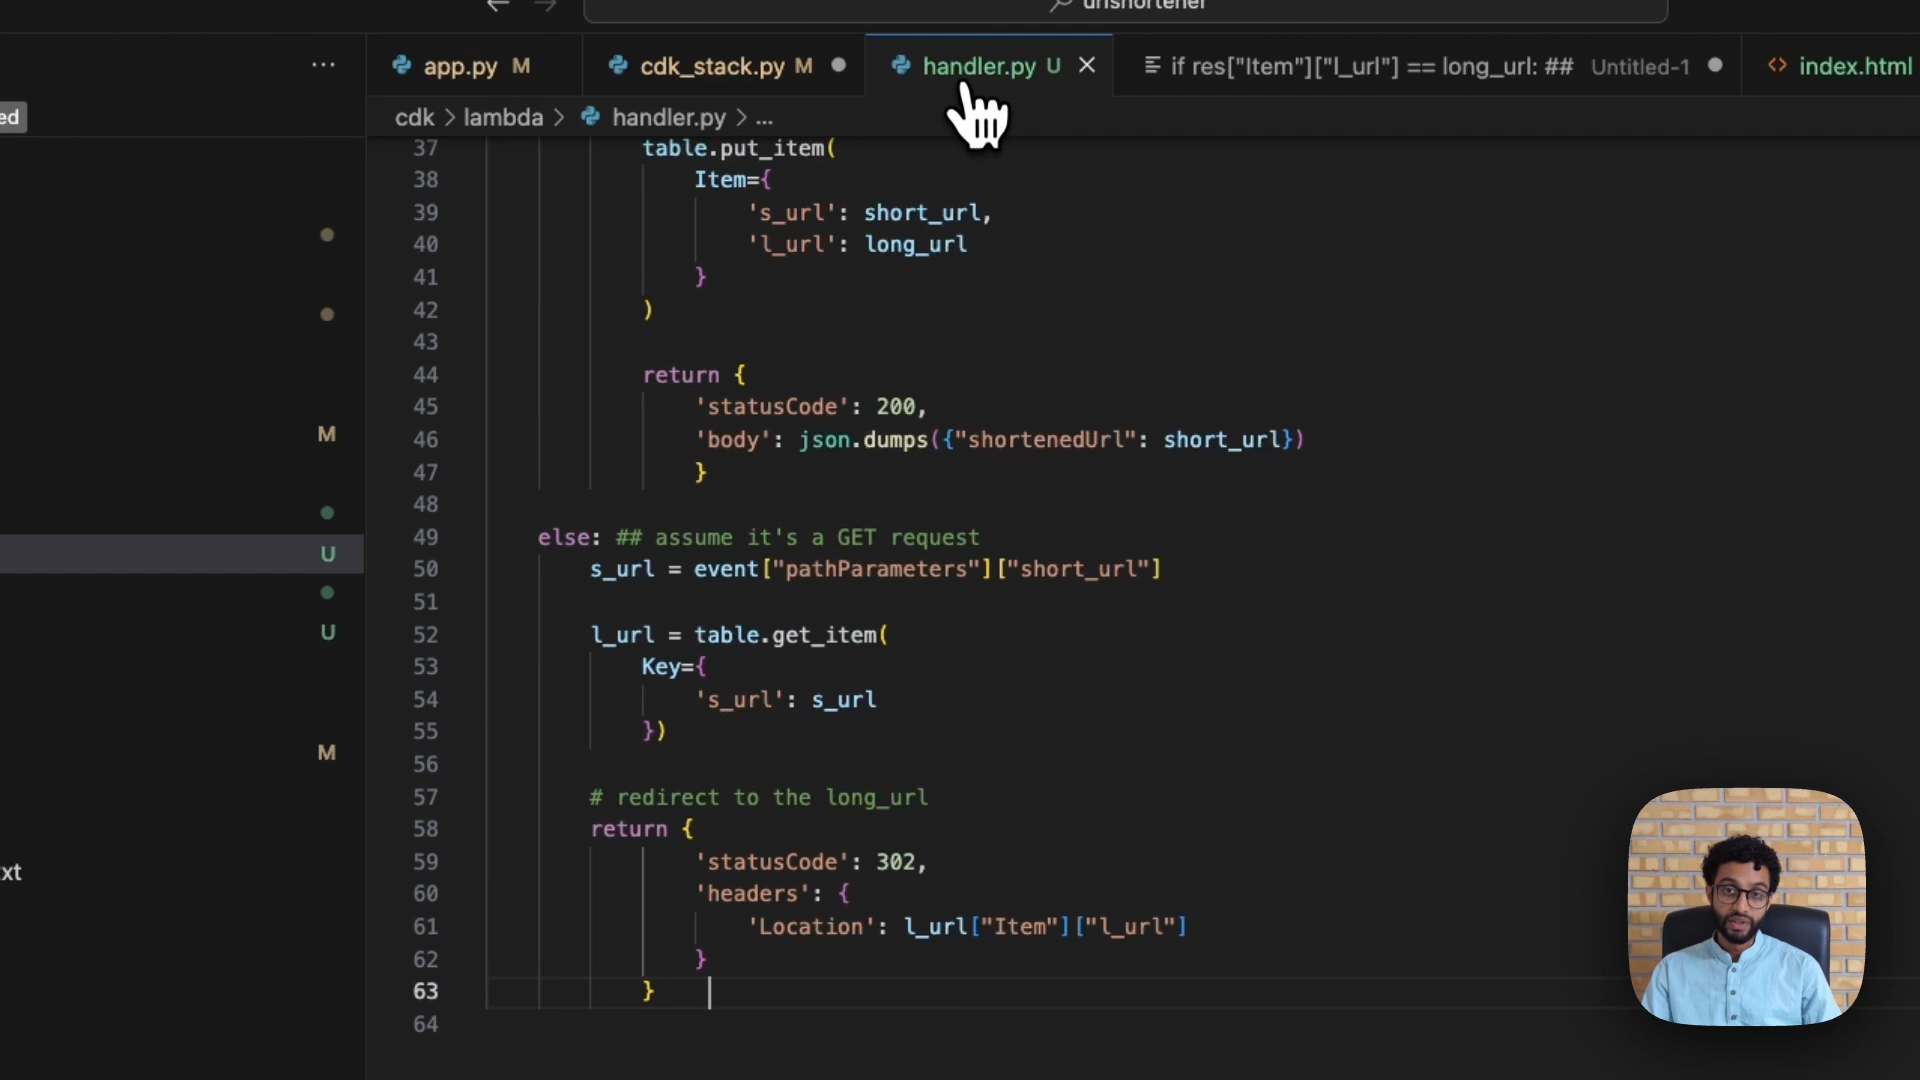 unshortener
app.py M
cdk_stack.py M
handler.py U
if res["Item"]["l_url"] == long_url: ## Untitled-1
index.html
ed
cdk > lambda > handler.py > ...
37 table.put_item(
38 Item={
39 's_url': short_url,
40 'l_url': long_url
41 }
42 )
43
44 return {
45 'statusCode': 200,
46 'body': json.dumps({"shortenedUrl": short_url})
47 }
48
49 else: ## assume it's a GET request
50 s_url = event["pathParameters"]["short_url"]
51
52 l_url = table.get_item(
53 Key={
54 's_url': s_url
55 })
56
57 # redirect to the long_url
58 return {
59 'statusCode': 302,
60 'headers': {
61 'Location': l_url["Item"]["l_url"]
62 }
63 }
64
M
U
U
M
txt